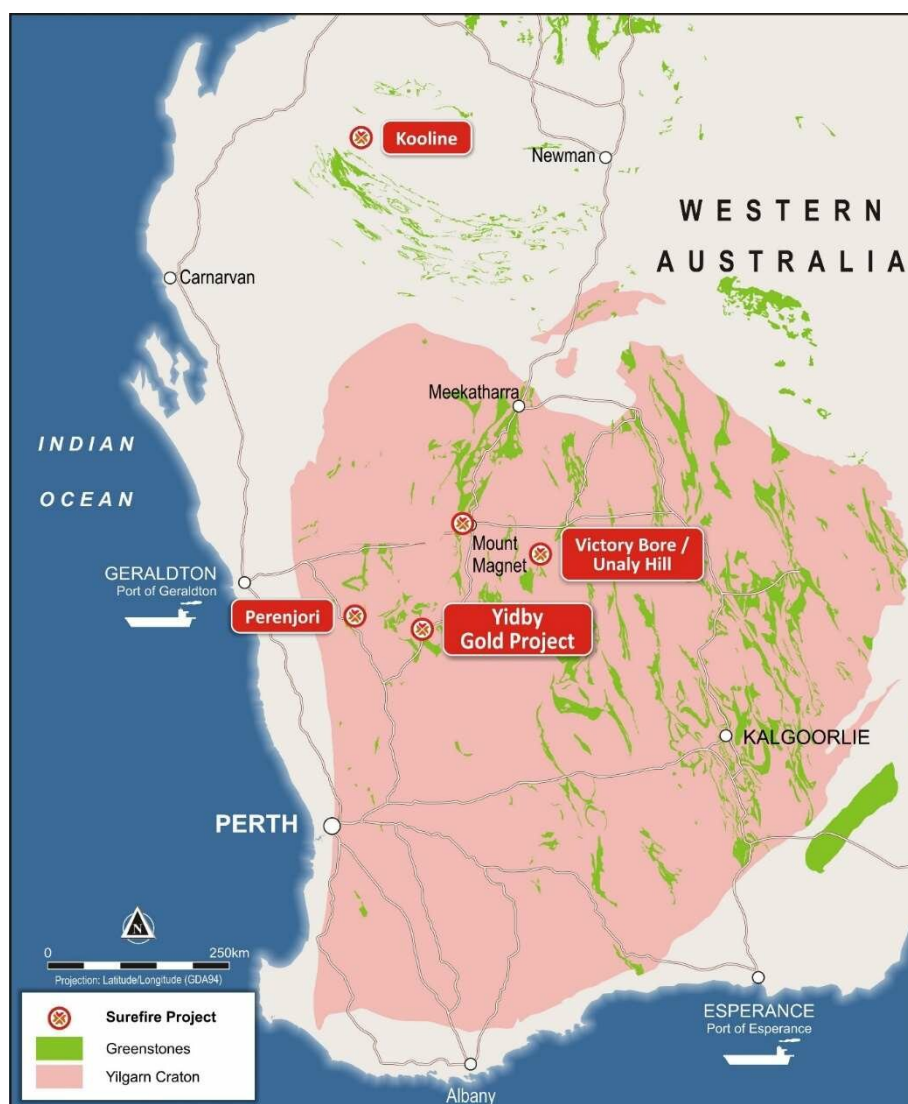 Kooline
Newman
WESTERN
AUSTRALIA
Carnarvan
Meekatharra
INDIAN
OCEAN
Mount
Magnet
Victory Bore /
Unaly Hill
GERALDTON
Port of Geraldton
Perenjori
Yidby
Gold Project
KALGOORLIE
PERTH
N
0 250km
Projection: Latitude/Longitude (GDA94)
ESPERANCE
Port of Esperance
Surefire Project
Greenstones
Yilgarn Craton
Albany